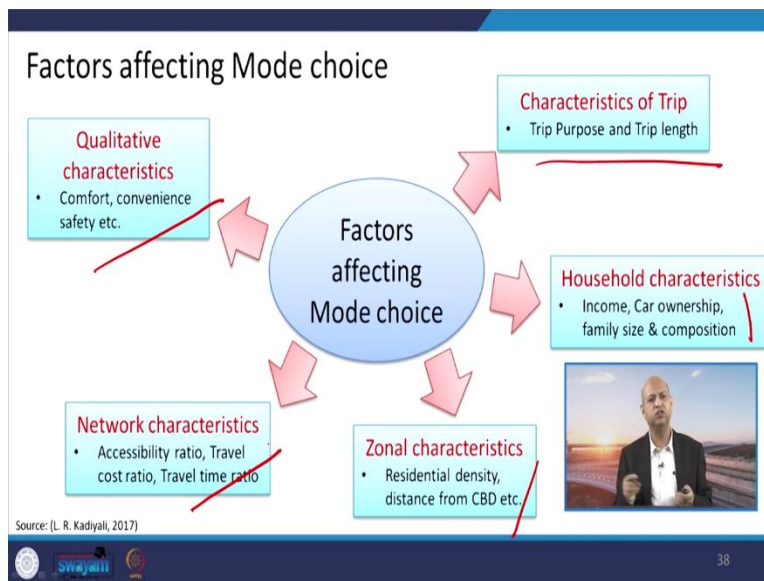 Factors affecting Mode choice
Characteristics of Trip
• Trip Purpose and Trip length
Qualitative
characteristics
• Comfort, convenience
safety etc.
Factors
affecting
Mode choice
Household characteristics
• Income, Car ownership,
family size & composition
Network characteristics
• Accessibility ratio, Travel
cost ratio, Travel time ratio
Zonal characteristics
• Residential density,
distance from CBD etc.
Source: (L. R. Kadiyali, 2017)
swayam
38